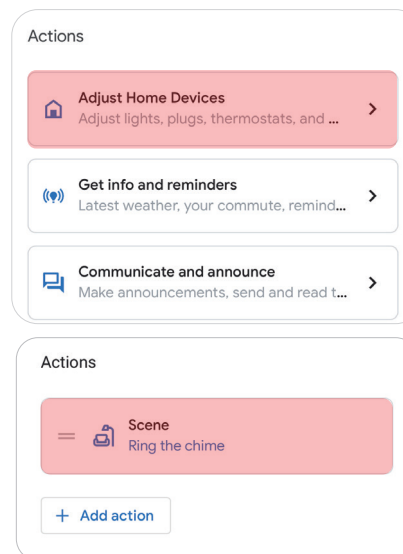 Actions
Adjust Home Devices
Adjust lights, plugs, thermostats, and ...
Get info and reminders
Latest weather, your commute, remind...
Communicate and announce
Make announcements, send and read t...
Actions
Scene
Ring the chime
+ Add action